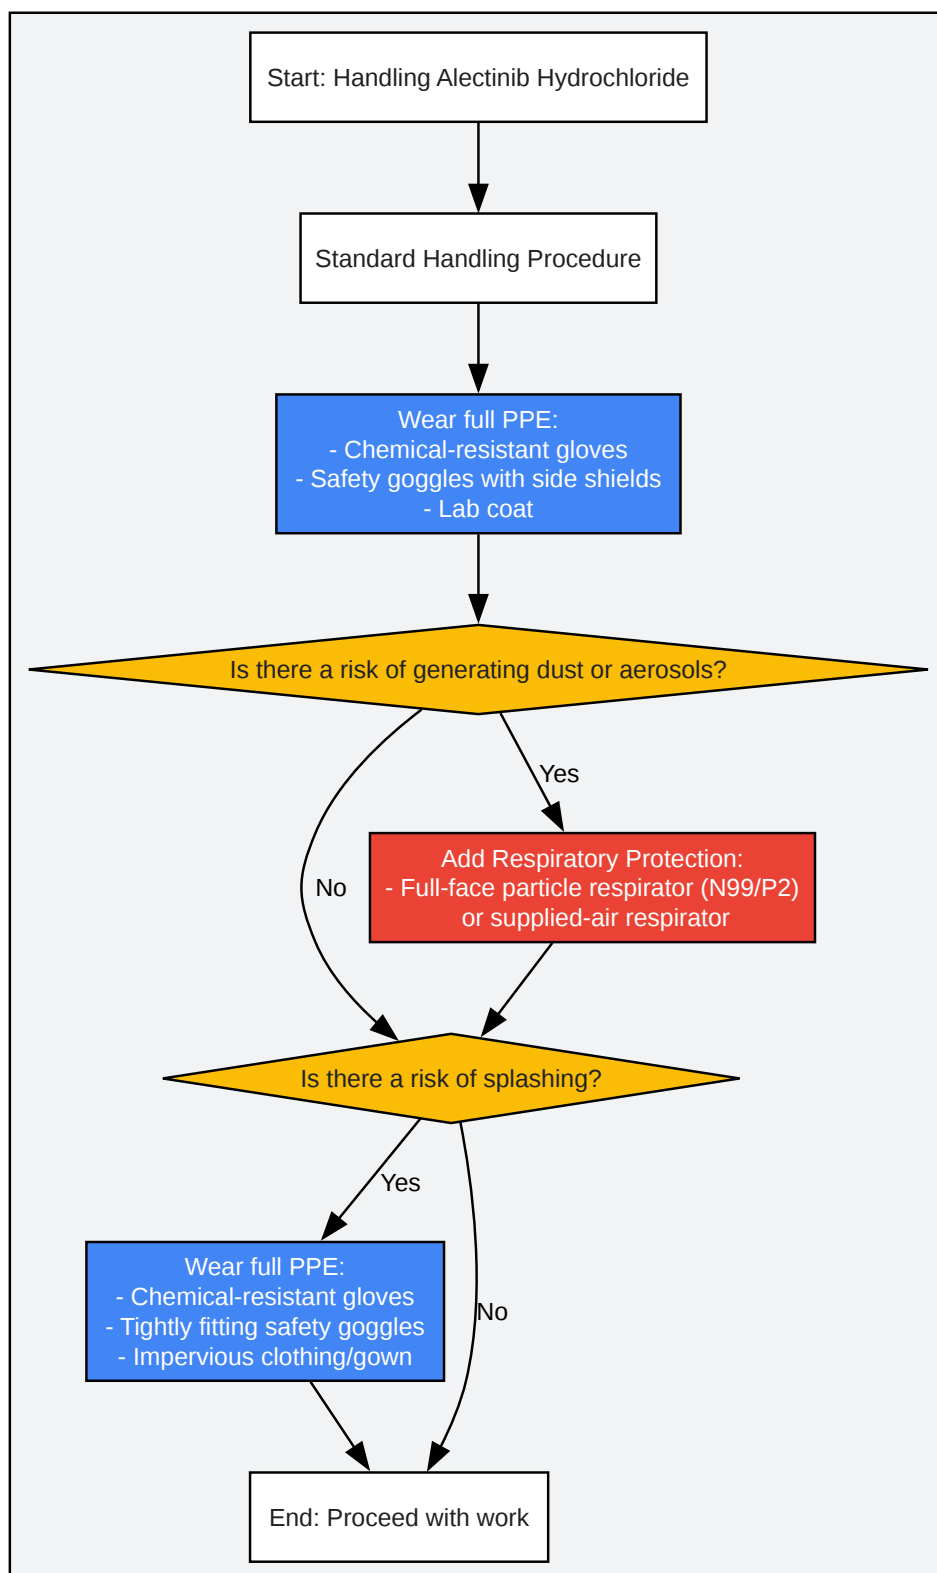 Start: Handling Alectinib Hydrochloride
Standard Handling Procedure
Wear full PPE:
- Chemical-resistant gloves
- Safety goggles with side shields
- Lab coat
Is there a risk of generating dust or aerosols?
Yes
Add Respiratory Protection:
- Full-face particle respirator (N99/P2)
or supplied-air respirator
No
Is there a risk of splashing?
Yes
Wear full PPE:
- Chemical-resistant gloves
- Tightly fitting safety goggles
- Impervious clothing/gown
No
End: Proceed with work